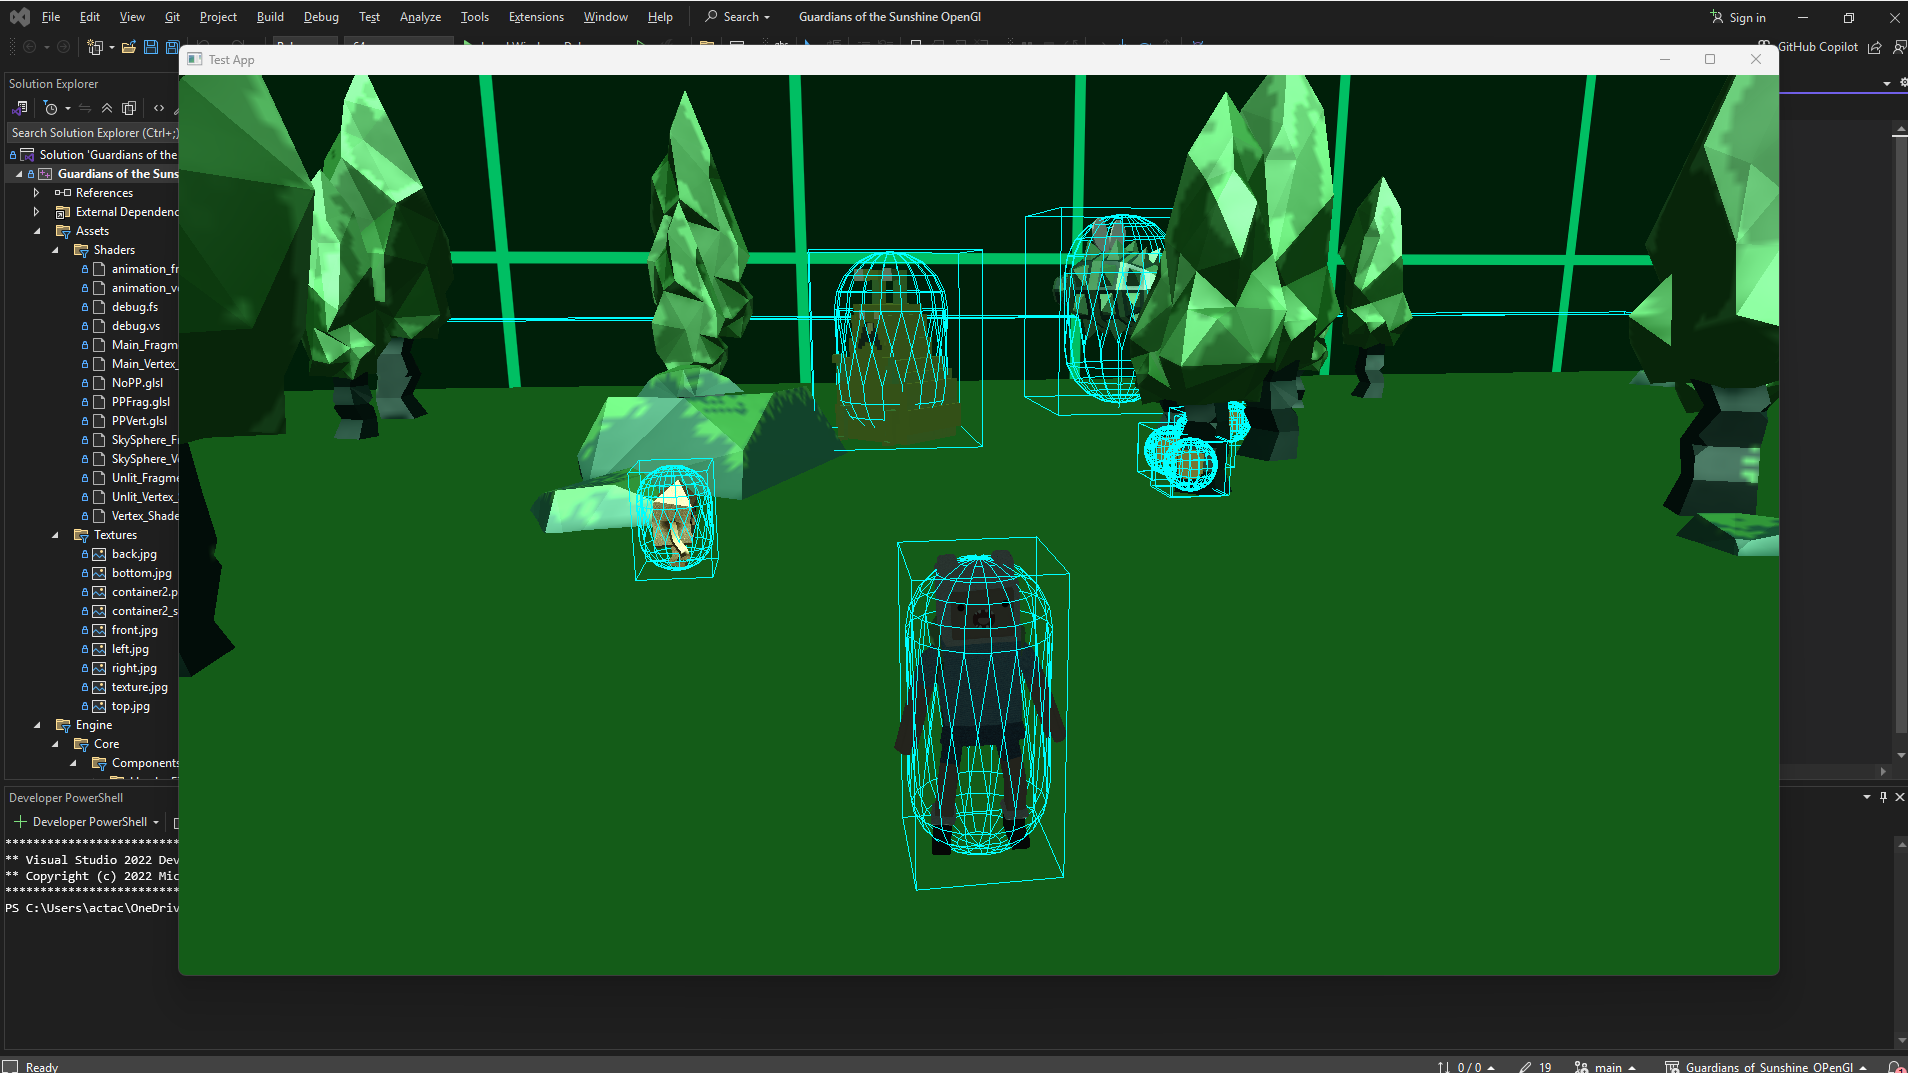 File Edit View Git Project Build Debug Test Analyze Tools Extensions Window Help Search Guardians of the Sunshine OpenGl Sign in
GitHub Copilot
Test App
Solution Explorer
Search Solution Explorer (Ctrl+;)
Solution 'Guardians of the
Guardians of the Suns
References
External Dependenc
Assets
Shaders
animation_fr
animation_v
debug.fs
debug.vs
Main_Fragm
Main_Vertex_
NoPP.glsl
PPFrag.glsl
PPVert.glsl
SkySphere_Fr
SkySphere_V
Unlit_Fragme
Unlit_Vertex_
Vertex_Shade
Textures
back.jpg
bottom.jpg
container2.p
container2_s
front.jpg
left.jpg
right.jpg
texture.jpg
top.jpg
Engine
Core
Components
Developer PowerShell
Developer PowerShell
**************************
** Visual Studio 2022 Dev
** Copyright (c) 2022 Mic
**************************
PS C:\Users\actac\OneDriv
Ready 0 / 0 19 main Guardians of Sunshine OPenGl